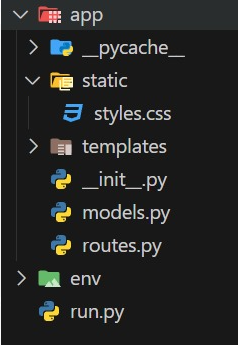 app
__pycache__
static
styles.css
templates
__init__.py
models.py
routes.py
env
run.py